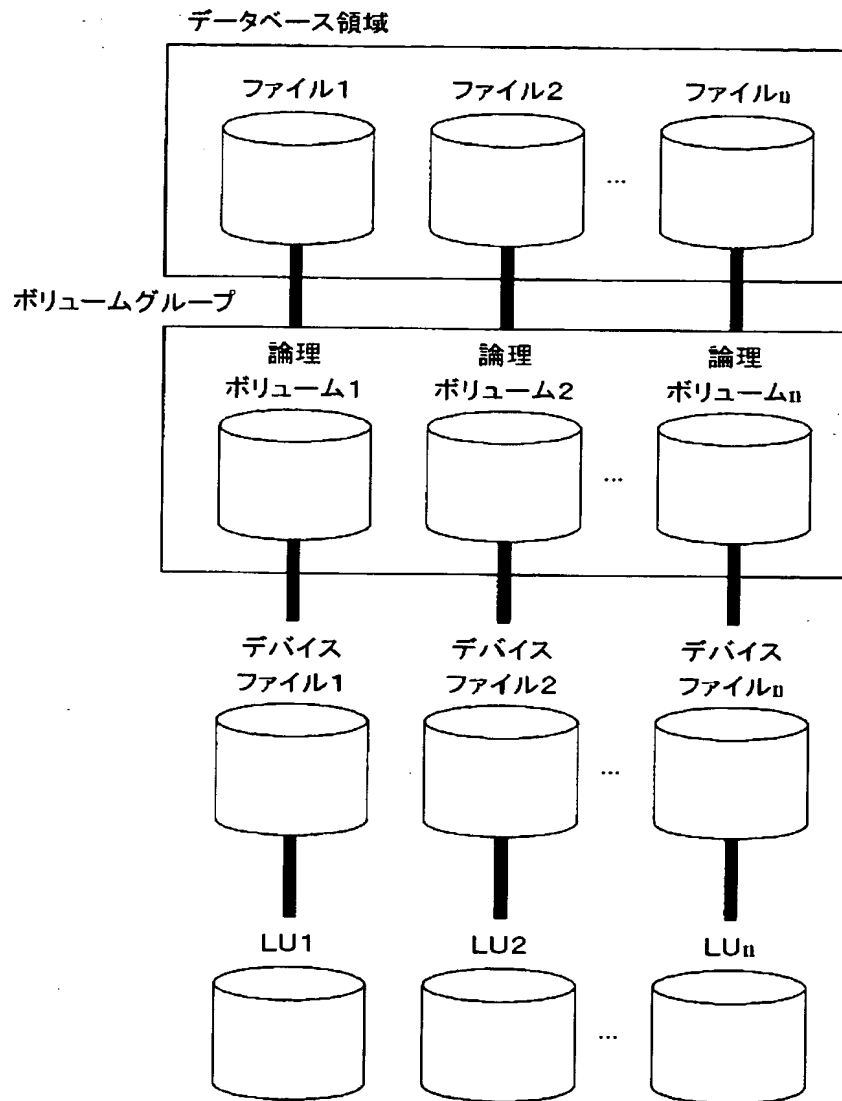 データベース領域
ファイル1 ファイル2 ファイルn
...
ボリュームグループ
論理 論理 論理
ボリューム1 ボリューム2 ボリュームn
...
デバイス デバイス デバイス
ファイル1 ファイル2 ファイルn
...
LU1 LU2 LUn
...